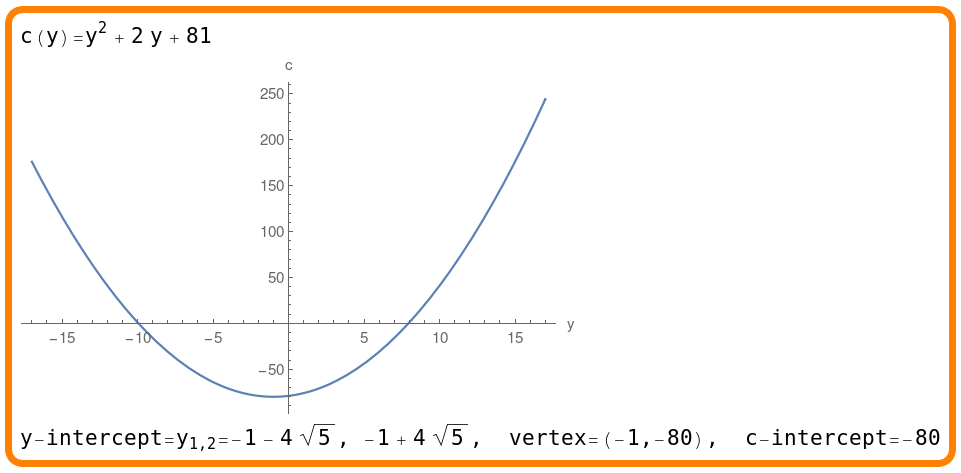 c(y)=y² + 2 y + 81
c
250
200
150
100
50
−15 −10 −5 5 10 15 y
−50
y-intercept=y₁,₂=-1 - 4 √5, -1 + 4 √5, vertex=(-1,-80), c-intercept=-80